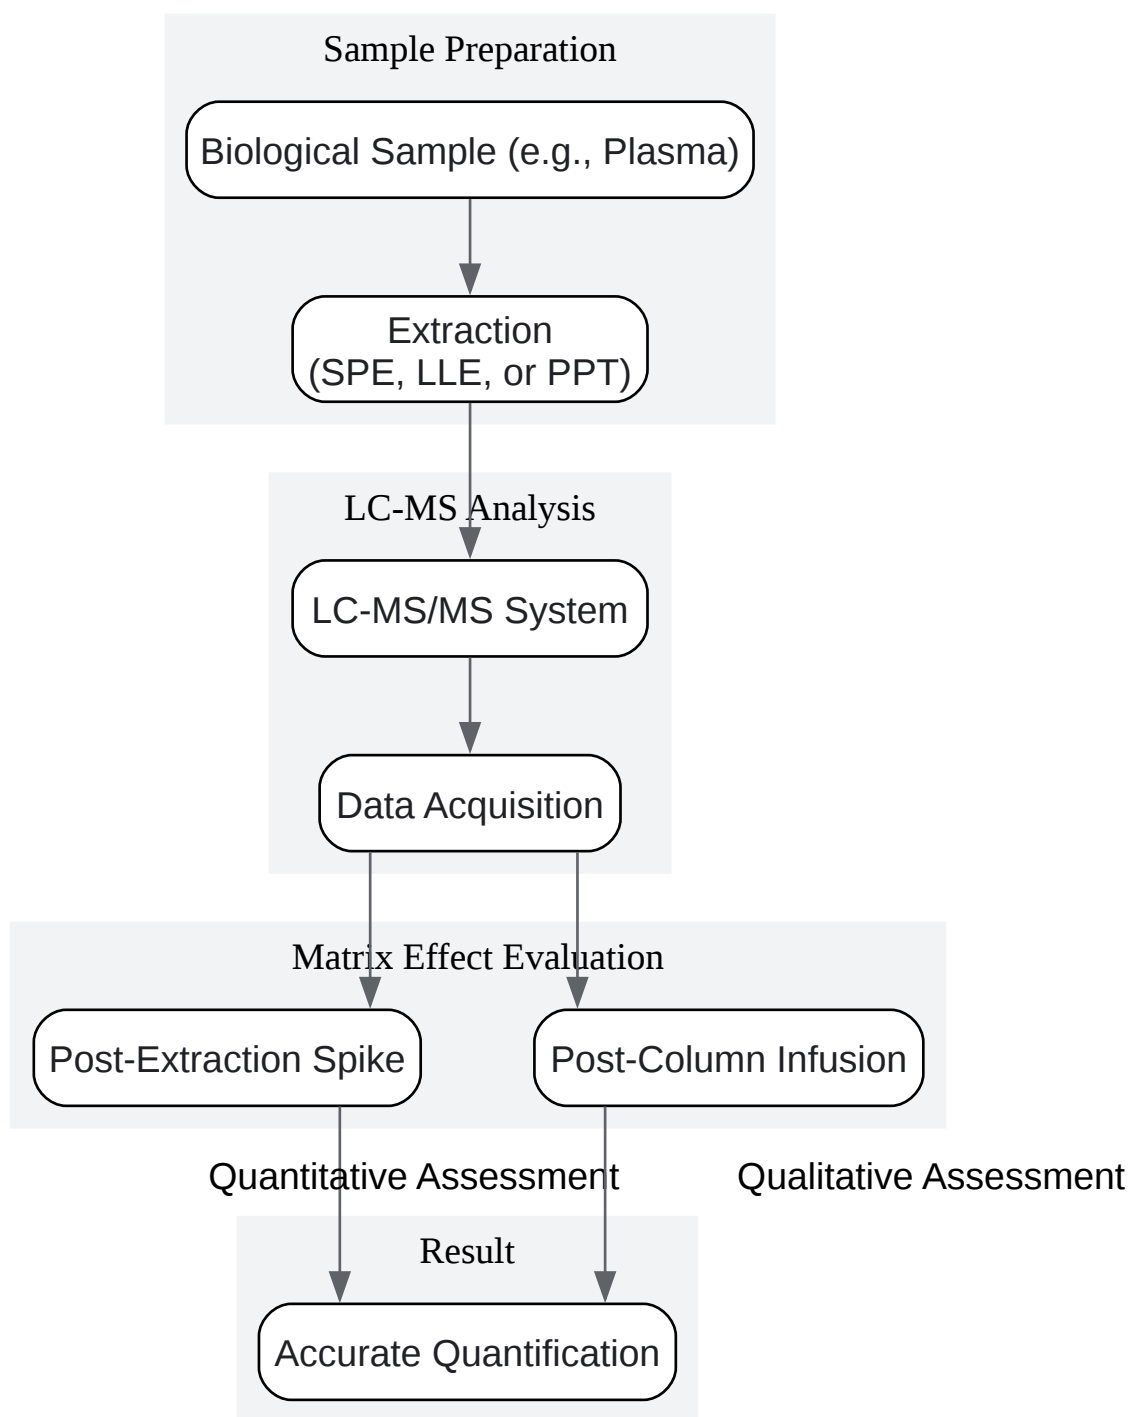 Sample Preparation
Biological Sample (e.g., Plasma)
Extraction
(SPE, LLE, or PPT)
LC-MS Analysis
LC-MS/MS System
Data Acquisition
Matrix Effect Evaluation
Post-Extraction Spike
Post-Column Infusion
Quantitative Assessment
Qualitative Assessment
Result
Accurate Quantification